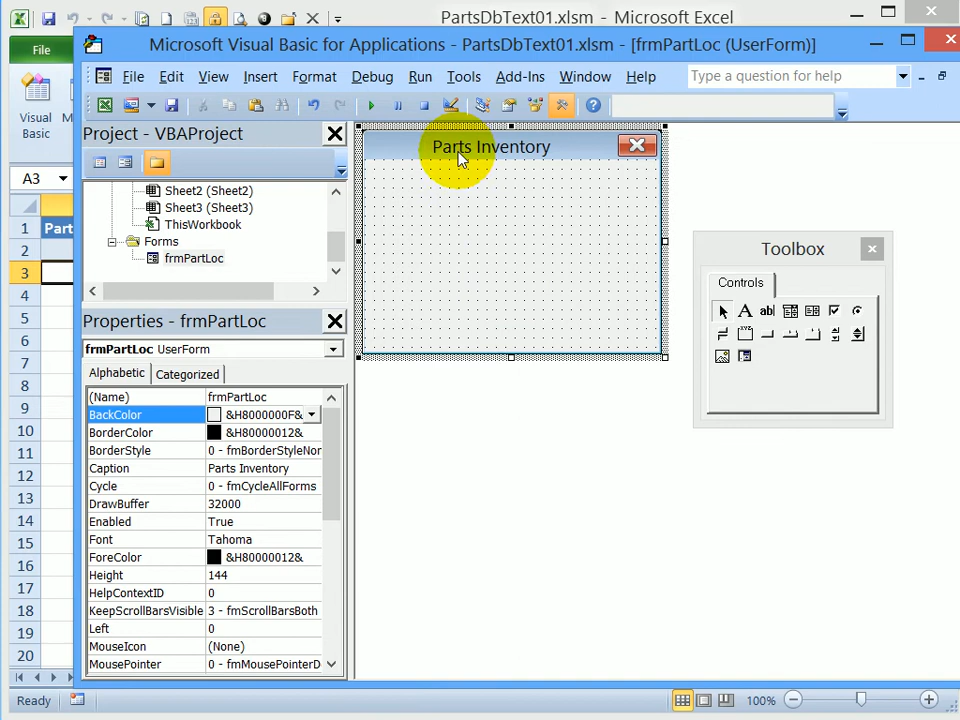 PartsDbText01.xlsm - Microsoft Excel
File
Visual
Basic
A3
Part
1
2
3
4
5
6
7
8
9
10
11
12
13
14
15
16
17
18
19
20
Ready
100%
Microsoft Visual Basic for Applications - PartsDbText01.xlsm - [frmPartLoc (UserForm)]
File Edit View Insert Format Debug Run Tools Add-Ins Window Help
Type a question for help
Project - VBAProject
Sheet2 (Sheet2)
Sheet3 (Sheet3)
ThisWorkbook
Forms
frmPartLoc
Properties - frmPartLoc
frmPartLoc UserForm
Alphabetic Categorized
(Name) frmPartLoc
BackColor &H8000000F&
BorderColor &H80000012&
BorderStyle 0 - fmBorderStyleNor
Caption Parts Inventory
Cycle 0 - fmCycleAllForms
DrawBuffer 32000
Enabled True
Font Tahoma
ForeColor &H80000012&
Height 144
HelpContextID 0
KeepScrollBarsVisible 3 - fmScrollBarsBoth
Left 0
MouseIcon (None)
MousePointer 0 - fmMousePointerD
Parts Inventory
Toolbox
Controls
A
ab|